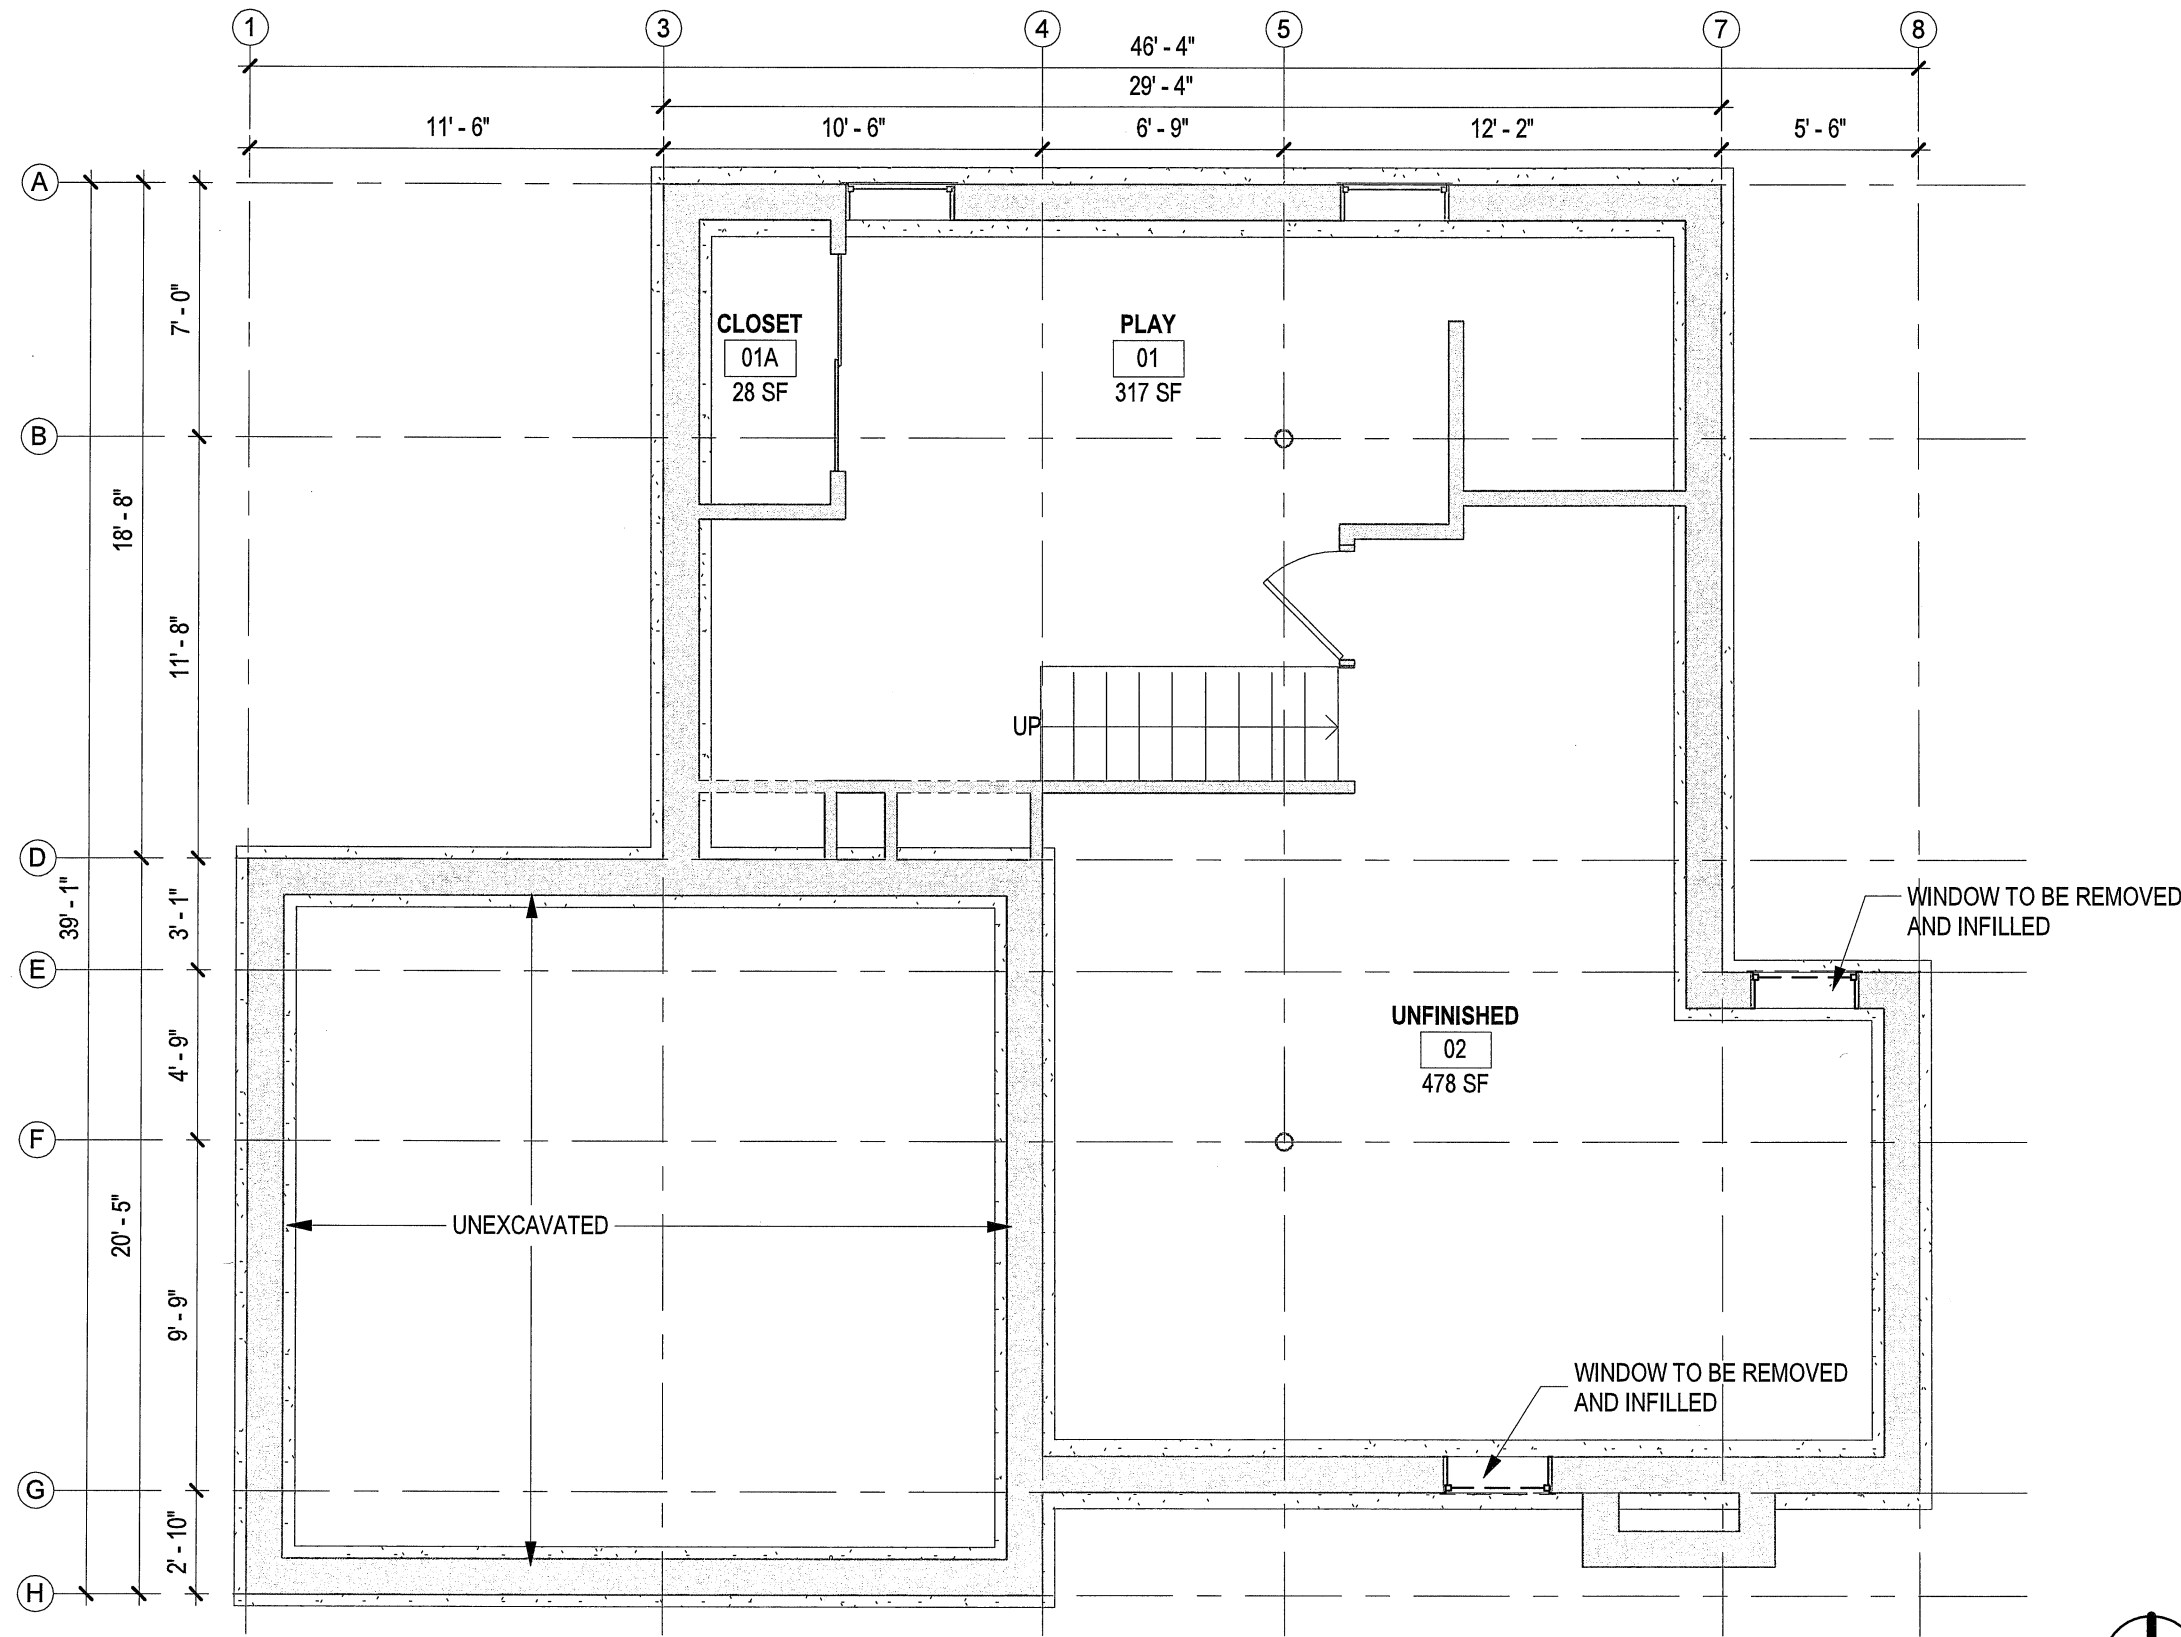 1
3
4
5
7
8
46' - 4"
29' - 4"
11' - 6"
10' - 6"
6' - 9"
12' - 2"
5' - 6"
A
7' - 0"
CLOSET
01A
28 SF
PLAY
01
317 SF
B
18' - 8"
11' - 8"
UP
D
39' - 1"
3' - 1"
WINDOW TO BE REMOVED
AND INFILLED
E
4' - 9"
UNFINISHED
02
478 SF
F
20' - 5"
UNEXCAVATED
9' - 9"
WINDOW TO BE REMOVED
AND INFILLED
G
2' - 10"
H